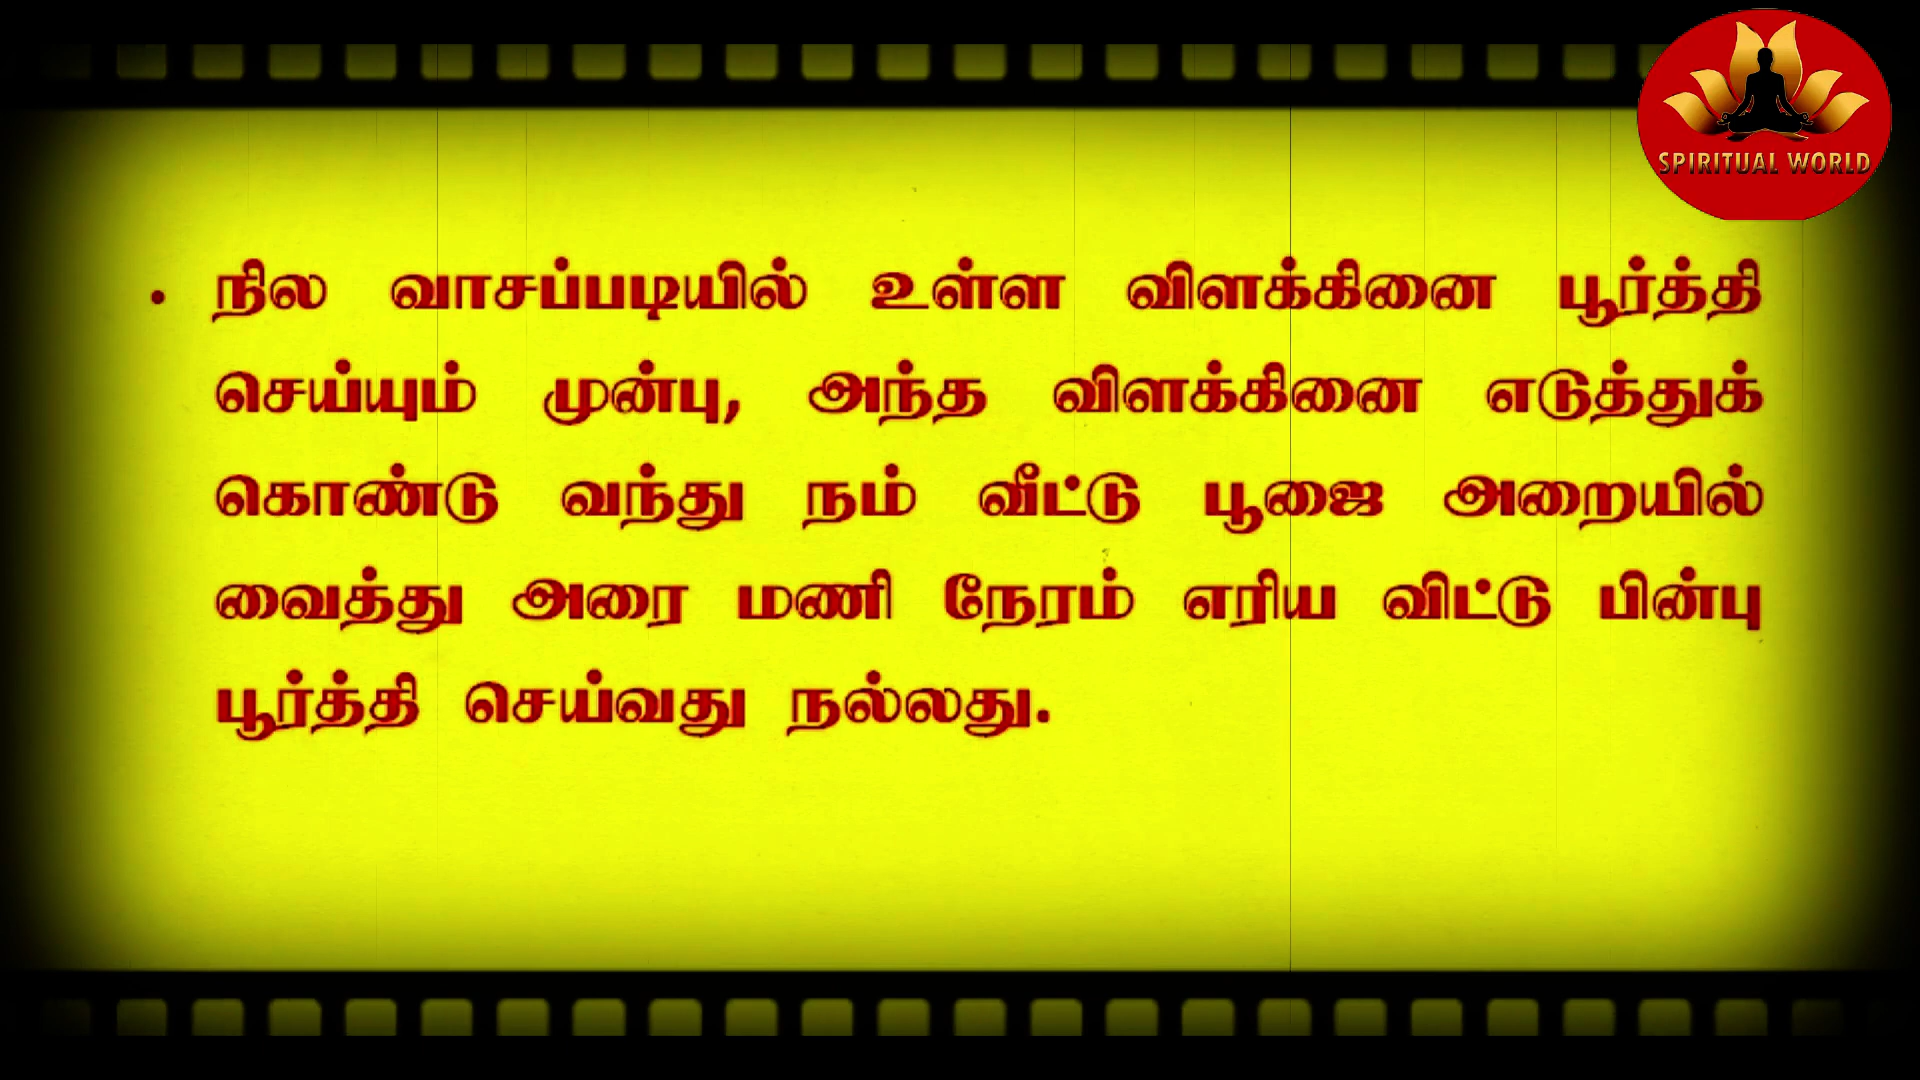 SPIRITUAL WORLD
• நில வாசப்படியில் உள்ள விளக்கினை பூர்த்தி
செய்யும் முன்பு, அந்த விளக்கினை எடுத்துக்
கொண்டு வந்து நம் வீட்டு பூஜை அறையில்
வைத்து அரை மணி நேரம் எரிய விட்டு பின்பு
பூர்த்தி செய்வது நல்லது.